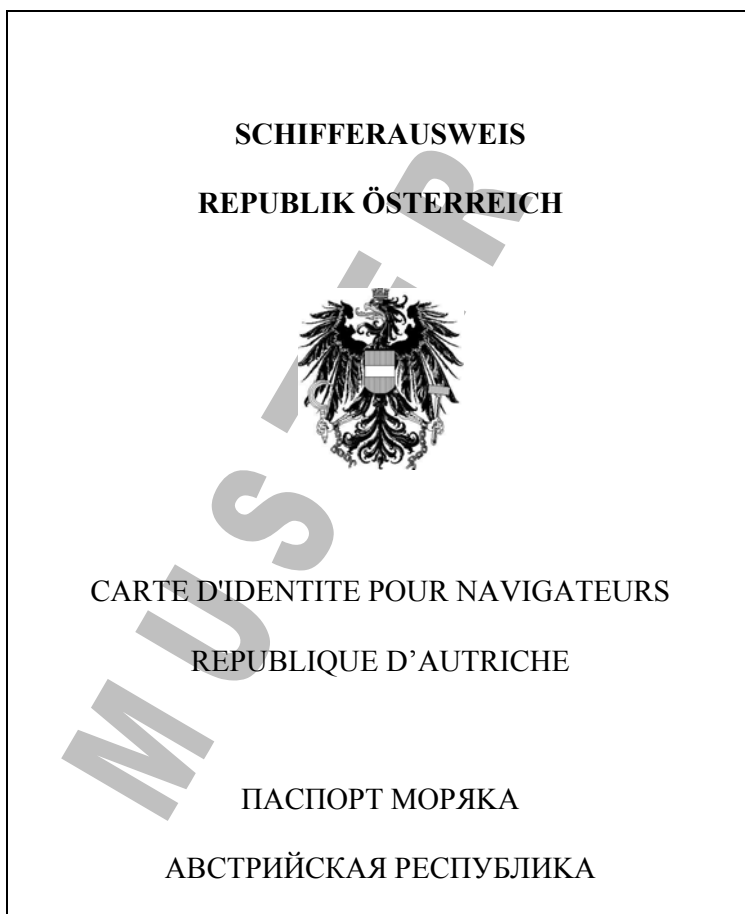 SCHIFFERAUSWEIS
REPUBLIK ÖSTERREICH
MUSTER
CARTE D'IDENTITE POUR NAVIGATEURS
REPUBLIQUE D’AUTRICHE
ПАСПОРТ МОРЯКА
АВСТРИЙСКАЯ РЕСПУБЛИКА